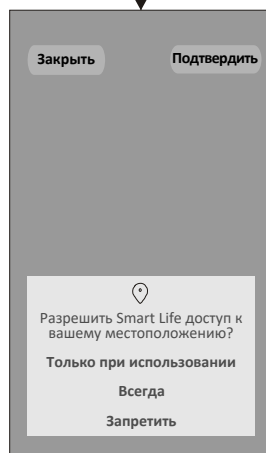 Закрыть Подтвердить
Разрешить Smart Life доступ к
вашему местоположению?
Только при использовании
Всегда
Запретить